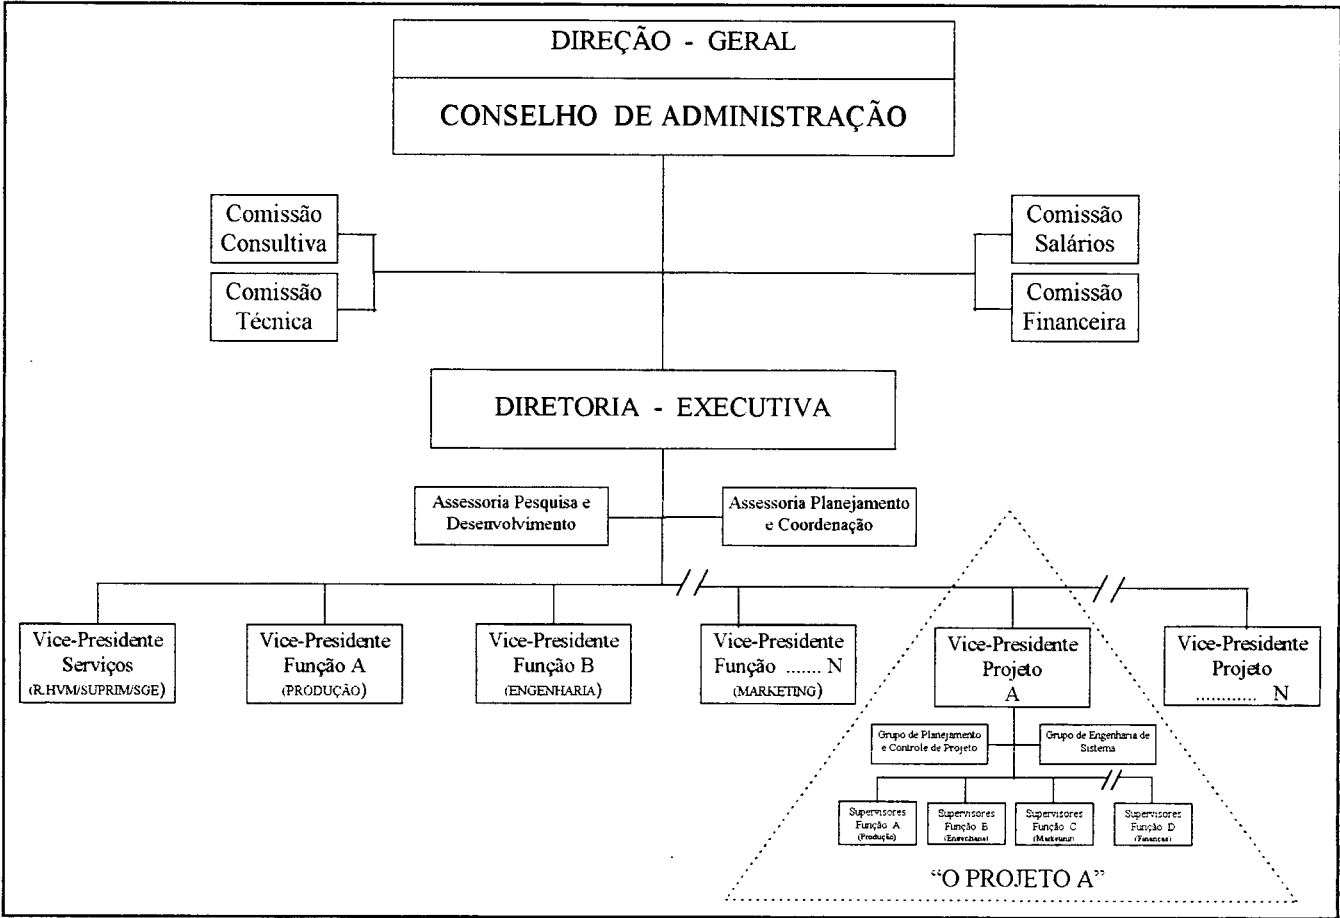 DIREÇÃO - GERAL
CONSELHO DE ADMINISTRAÇÃO
Comissão
Consultiva
Comissão
Técnica
Comissão
Salários
Comissão
Financeira
DIRETORIA - EXECUTIVA
Assessoria Pesquisa e
Desenvolvimento
Assessoria Planejamento
e Coordenação
Vice-Presidente
Serviços
(R.HVM/SUPRIM/SGE)
Vice-Presidente
Função A
(PRODUÇÃO)
Vice-Presidente
Função B
(ENGENHARIA)
Vice-Presidente
Função ....... N
(MARKETING)
Vice-Presidente
Projeto
A
Vice-Presidente
Projeto
............ N
Grupo de Planejamento
e Controle de Projeto
Grupo de Engenharia de
Sistema
Supervisores
Função A
(Produção)
Supervisores
Função B
(Engenharia)
Supervisores
Função C
(Marketing)
Supervisores
Função D
(Finanças)
“O PROJETO A”